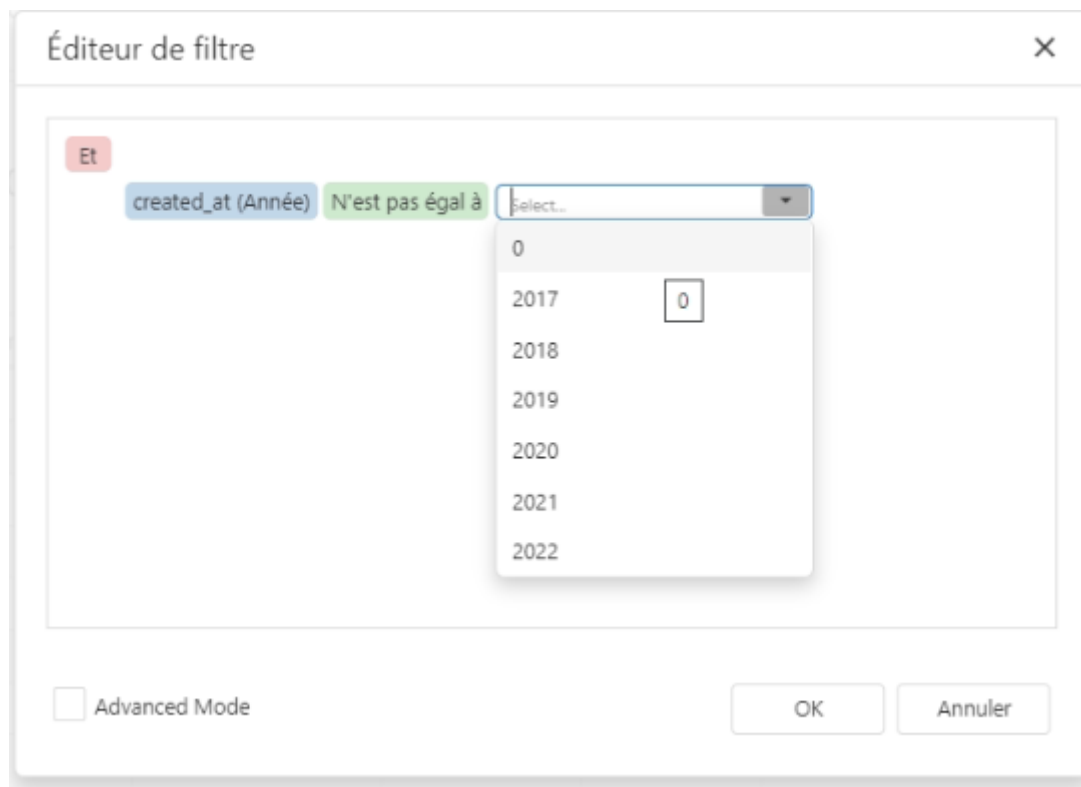 Éditeur de filtre
Et
created_at (Année) N'est pas égal à Select...
0
2017 0
2018
2019
2020
2021
2022
Advanced Mode OK Annuler